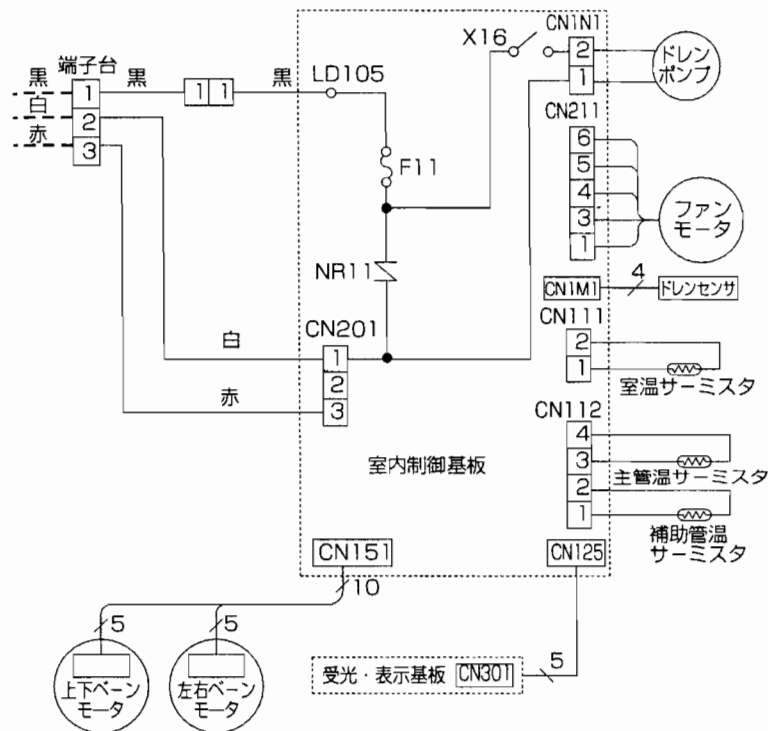 端子台
黒
1
黒
1 1
黒
LD105
白
2
赤
3
F11
NR11
CN201
白
1
2
赤
3
X16
CN1N1
2
1
ドレン
ポンプ
CN211
6
5
4
3
1
ファン
モータ
CN1M1
4
ドレンセンサ
CN111
2
1
室温サーミスタ
CN112
4
3
2
1
主管温サーミスタ
補助管温
サーミスタ
室内制御基板
CN151
10
CN125
5
5
上下ベーン
モータ
左右ベーン
モータ
受光・表示基板
CN301
5